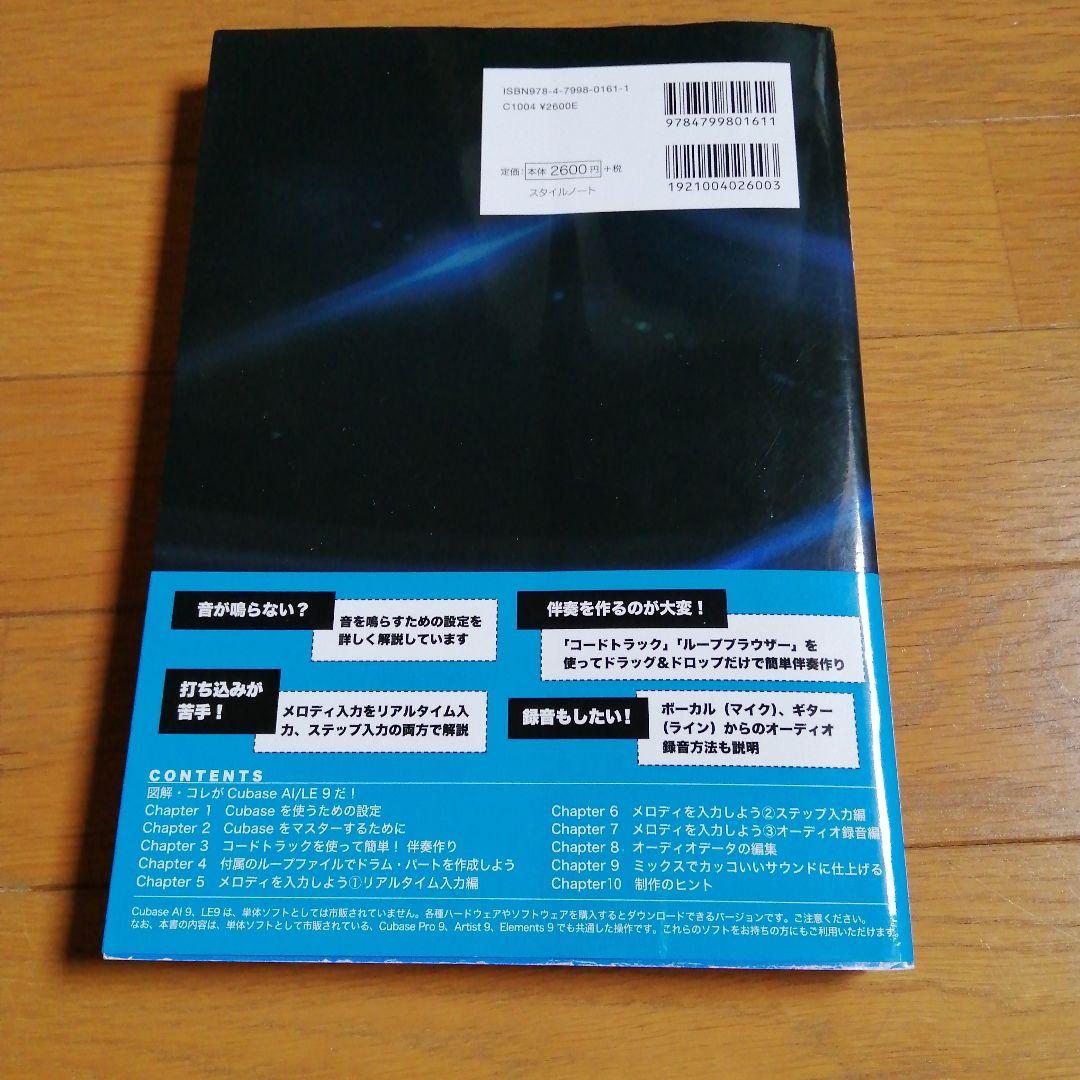 ISBN978-4-7998-0161-1
C1004 ¥2600E
9784799801611
定価:本体2600円+税
1921004026003
スタイルノート
音が鳴らない？
音を鳴らすための設定を
詳しく解説しています
伴奏を作るのが大変！
「コードトラック」「ループブラウザー」を
使ってドラッグ＆ドロップだけで簡単伴奏作り
打ち込みが
苦手！
メロディ入力をリアルタイム入
力、ステップ入力の両方で解説
録音もしたい！
ボーカル（マイク）、ギター
（ライン）からのオーディオ
録音方法も説明
CONTENTS
図解・コレが Cubase AI/LE 9 だ！
Chapter 1 Cubase を使うための設定
Chapter 2 Cubase をマスターするために
Chapter 3 コードトラックを使って簡単！ 伴奏作り
Chapter 4 付属のループファイルでドラム・パートを作成しよう
Chapter 5 メロディを入力しよう①リアルタイム入力編
Chapter 6 メロディを入力しよう②ステップ入力編
Chapter 7 メロディを入力しよう③オーディオ録音編
Chapter 8 オーディオデータの編集
Chapter 9 ミックスでカッコいいサウンドに仕上げる
Chapter10 制作のヒント
Cubase AI 9、LE9 は、単体ソフトとしては市販されていません。各種ハードウェアやソフトウェアを購入するとダウンロードできるバージョンです。ご注意ください。
なお、本書の内容は、単体ソフトとして市販されている、Cubase Pro 9、Artist 9、Elements 9 でも共通した操作です。これらのソフトをお持ちの方にもご利用いただけます。